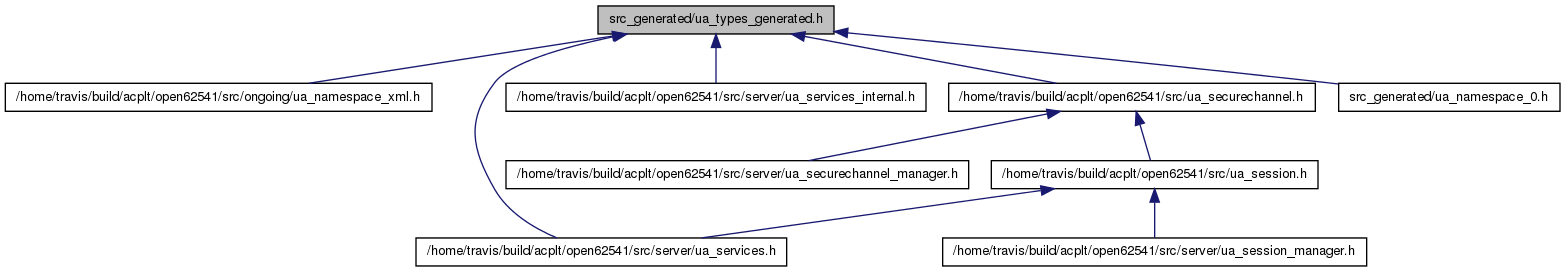 src_generated/ua_types_generated.h
/home/travis/build/acplt/open62541/src/ongoing/ua_namespace_xml.h
/home/travis/build/acplt/open62541/src/server/ua_services_internal.h
/home/travis/build/acplt/open62541/src/ua_securechannel.h
src_generated/ua_namespace_0.h
/home/travis/build/acplt/open62541/src/server/ua_securechannel_manager.h
/home/travis/build/acplt/open62541/src/ua_session.h
/home/travis/build/acplt/open62541/src/server/ua_services.h
/home/travis/build/acplt/open62541/src/server/ua_session_manager.h